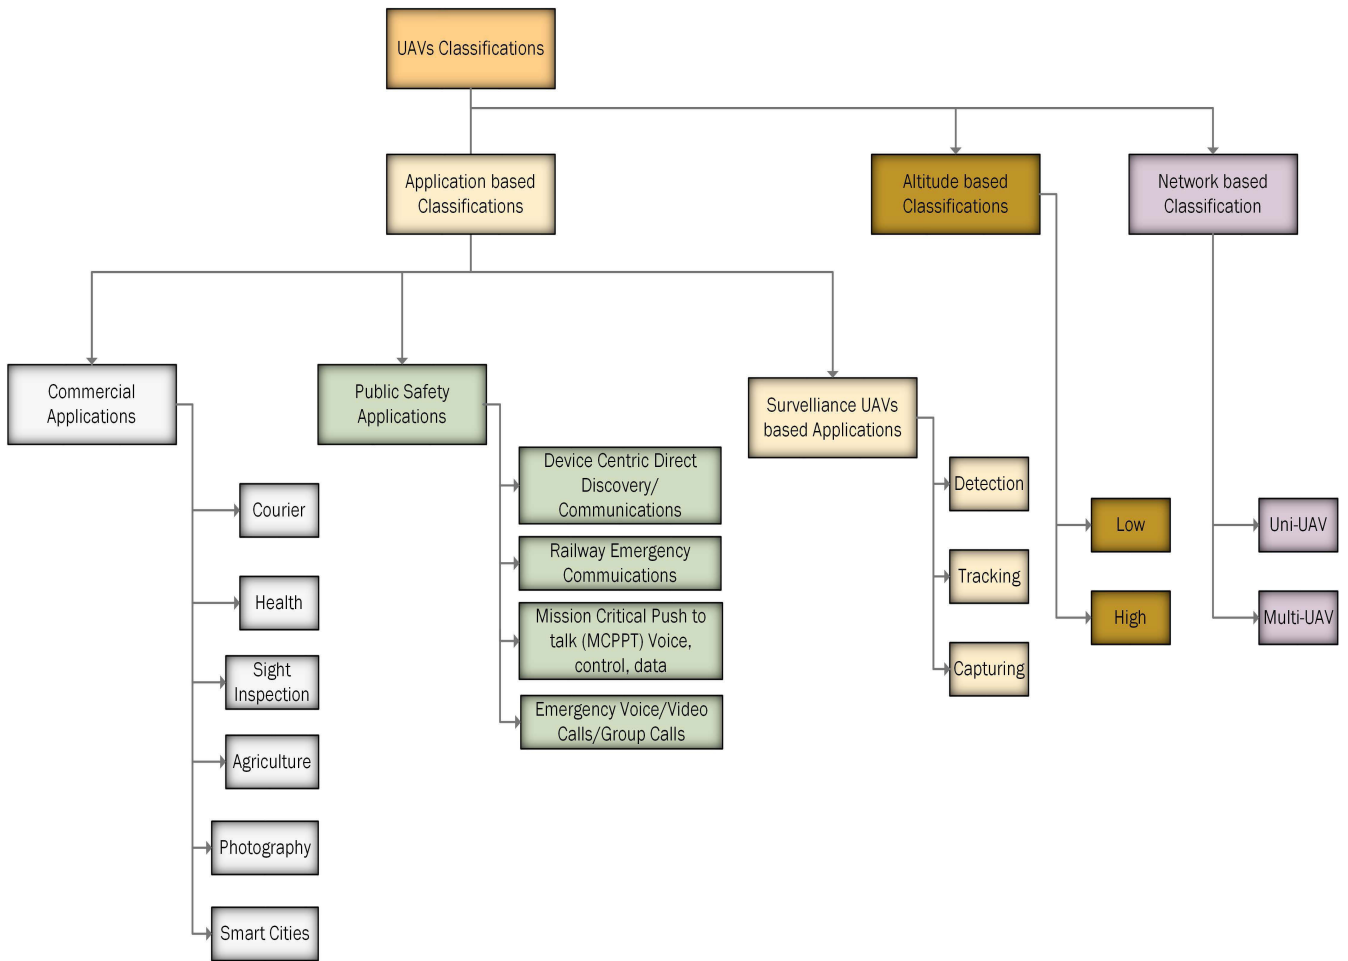 UAVs Classifications
Application based
Classifications
Altitude based
Classifications
Network based
Classification
Commercial
Applications
Public Safety
Applications
Survelliance UAVs
based Applications
Device Centric Direct
Discovery/
Communications
Railway Emergency
Commuications
Mission Critical Push to
talk (MCPPT) Voice,
control, data
Emergency Voice/Video
Calls/Group Calls
Courier
Health
Sight
Inspection
Agriculture
Photography
Smart Cities
Detection
Tracking
Capturing
Low
High
Uni-UAV
Multi-UAV